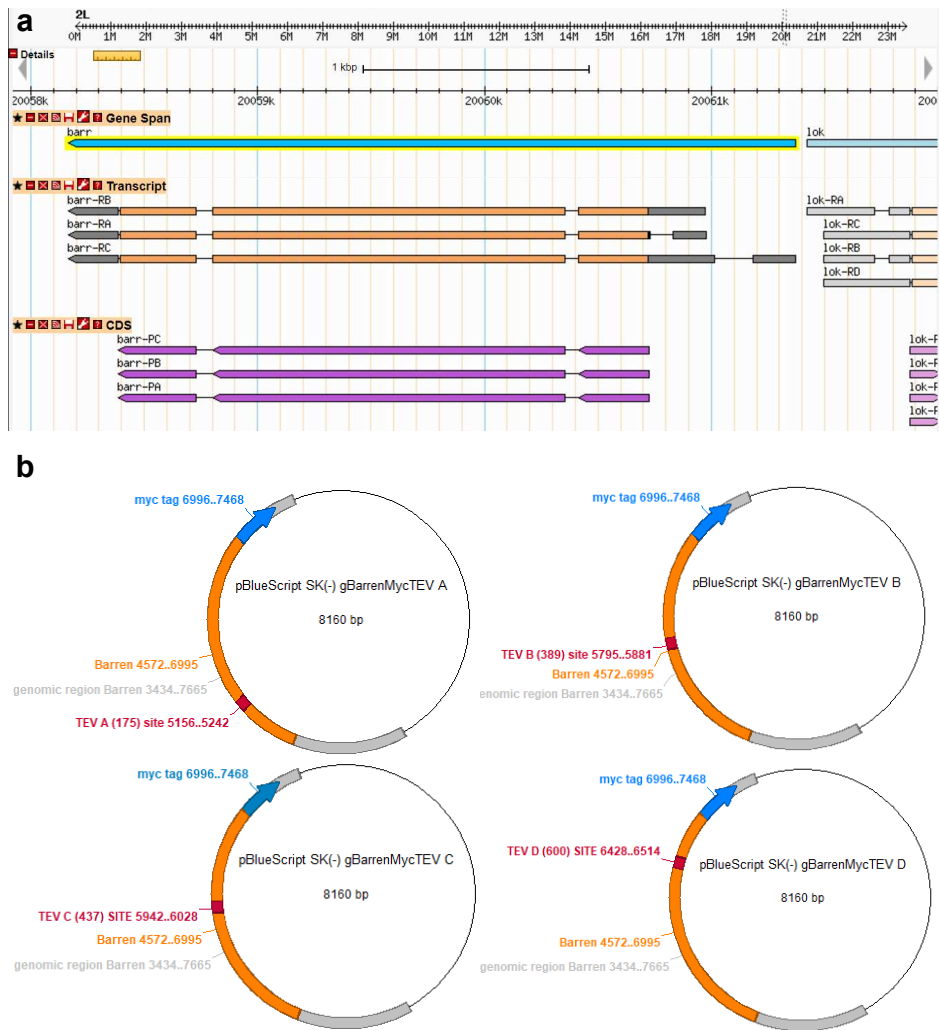 a
2L
0M 1M 2M 3M 4M 5M 6M 7M 8M 9M 10M 11M 12M 13M 14M 15M 16M 17M 18M 19M 20M 21M 22M 23M
Details
1 kbp
20058k 20059k 20060k 20061k 200
Gene Span
barr lok
Transcript
barr-RB lok-RA
barr-RA lok-RC
barr-RC lok-RB
lok-RD
CDS
barr-PC lok-P
barr-PB lok-P
barr-PA lok-P
lok-P
b
myc tag 6996..7468
pBlueScript SK(-) gBarrenMycTEV A
8160 bp
Barren 4572..6995
genomic region Barren 3434..7665
TEV A (175) site 5156..5242
myc tag 6996..7468
pBlueScript SK(-) gBarrenMycTEV B
8160 bp
TEV B (389) site 5795..5881
Barren 4572..6995
enomic region Barren 3434..7665
myc tag 6996..7468
pBlueScript SK(-) gBarrenMycTEV C
8160 bp
TEV C (437) SITE 5942..6028
Barren 4572..6995
genomic region Barren 3434..7665
myc tag 6996..7468
TEV D (600) SITE 6428..6514
pBlueScript SK(-) gBarrenMycTEV D
8160 bp
Barren 4572..6995
genomic region Barren 3434..7665